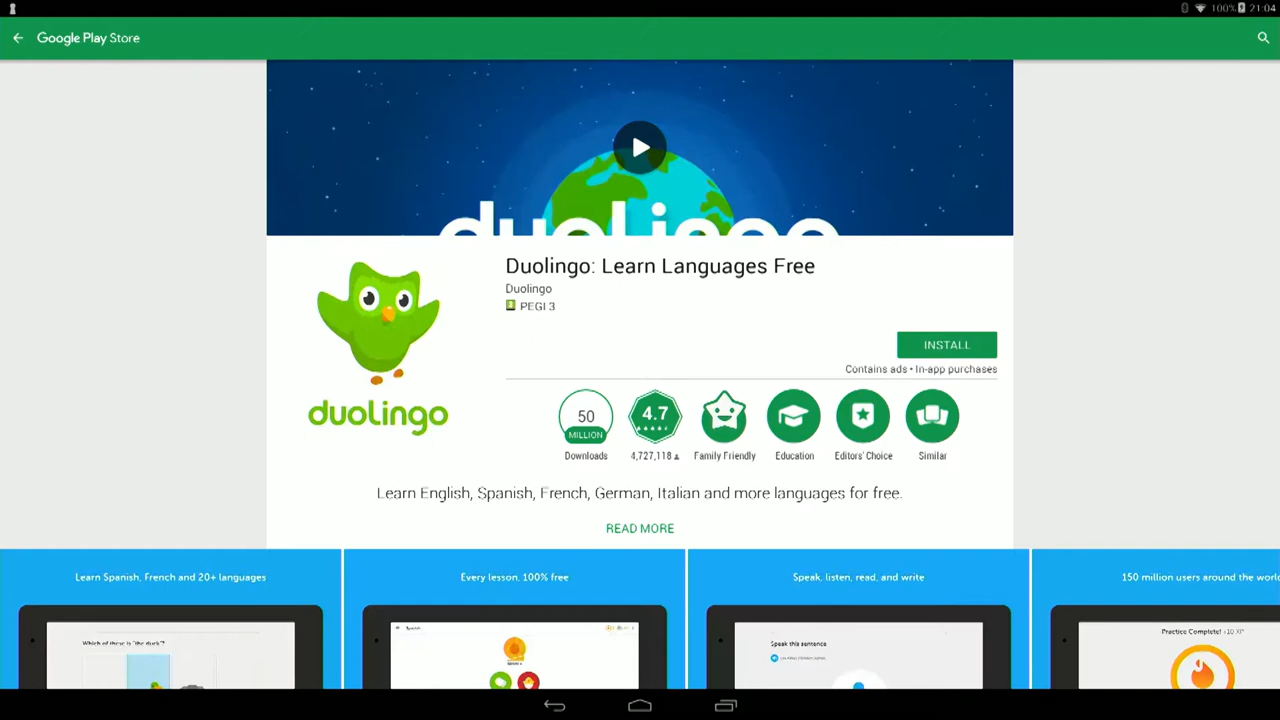 100% 21:04
Google Play Store
duolingo
Duolingo: Learn Languages Free
Duolingo
3 PEGI 3
INSTALL
Contains ads • In-app purchases
duolingo
50
MILLION
Downloads
4.7
4,727,118
Family Friendly
Education
Editors' Choice
Similar
Learn English, Spanish, French, German, Italian and more languages for free.
READ MORE
Learn Spanish, French and 20+ languages
Every lesson, 100% free
Speak, listen, read, and write
150 million users around the world
Which of these is "the duck"?
Spanish
Speak this sentence
Practice Complete! +10 XP